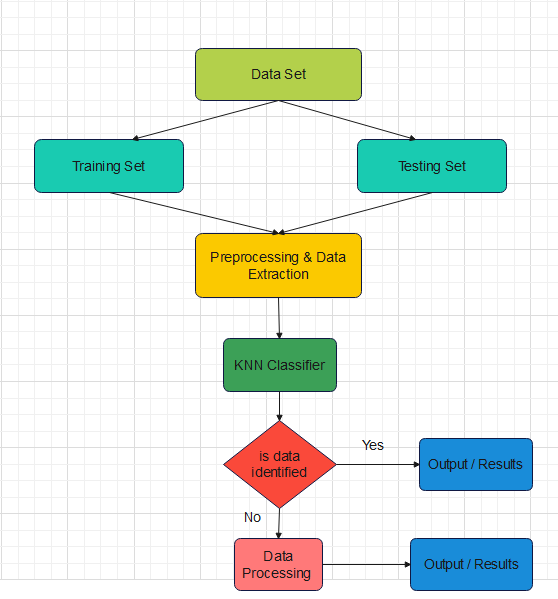 Data Set
Training Set
Testing Set
Preprocessing & Data
Extraction
KNN Classifier
is data
identified
Yes
Output / Results
No
Data
Processing
Output / Results